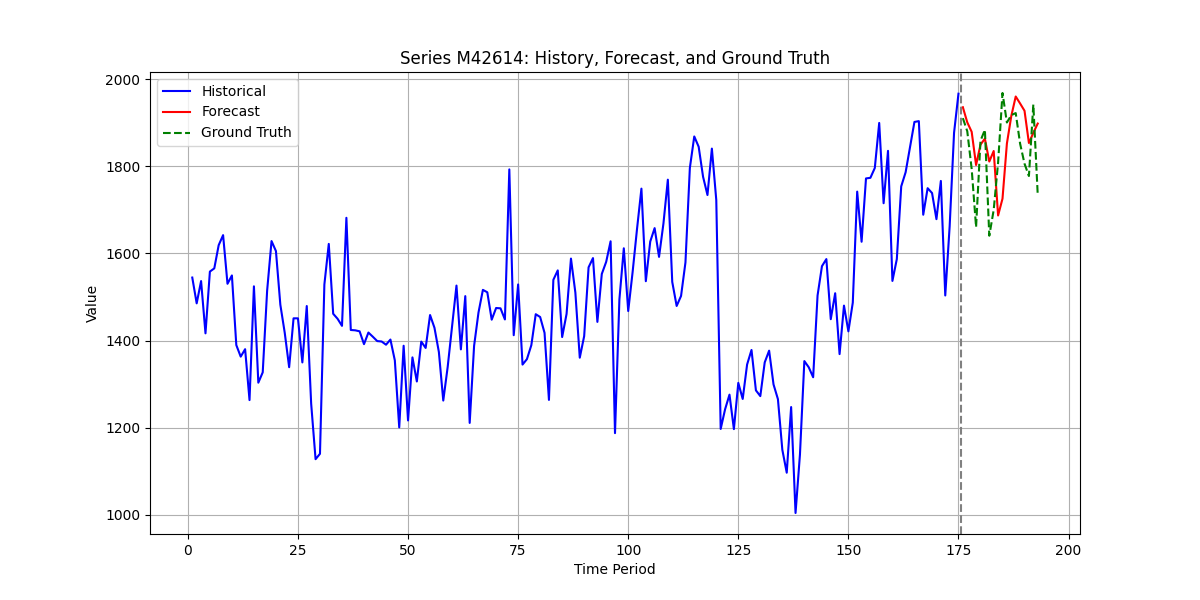 Series M42614: History, Forecast, and Ground Truth
Historical
Forecast
Ground Truth
2000
1800
1600
1400
1200
1000
Value
0 25 50 75 100 125 150 175 200
Time Period